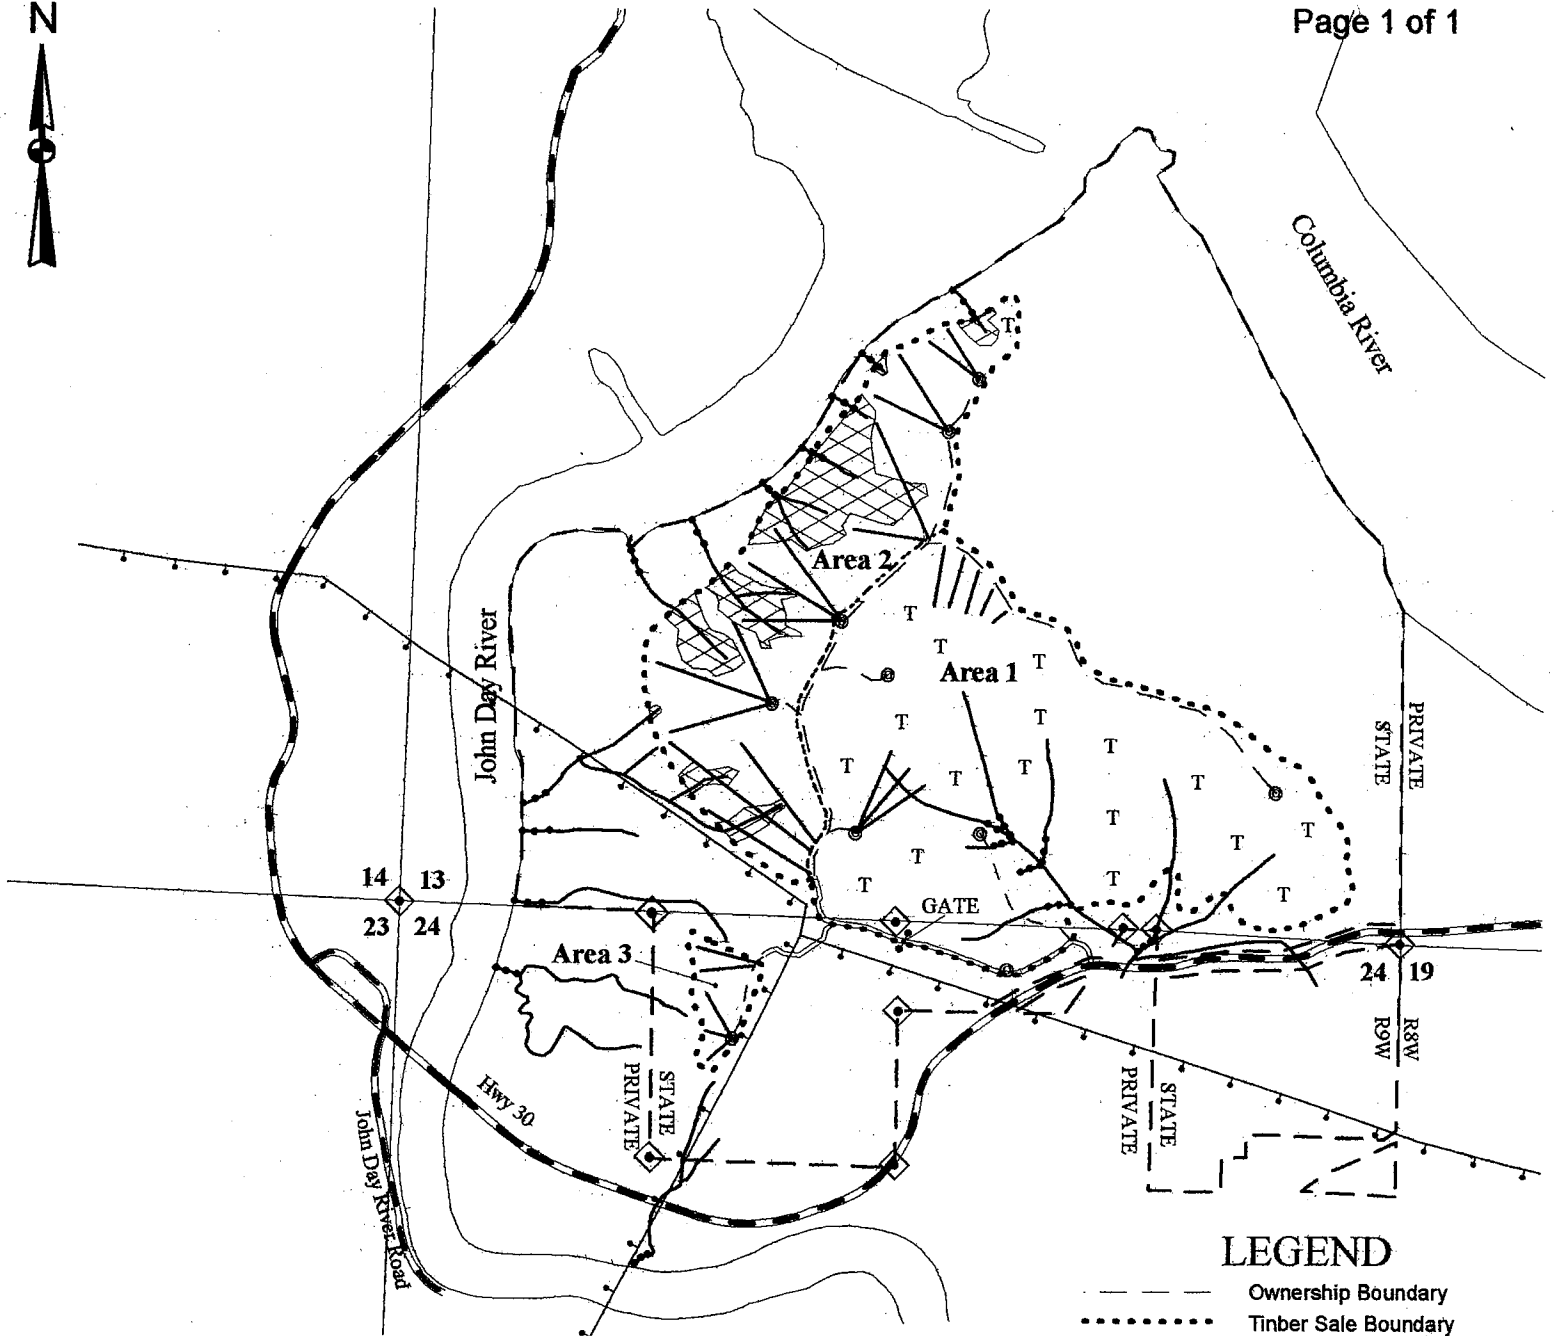 N
Page 1 of 1
Columbia River
T
Area 2
T
T
T
Area 1
John Day River
T
T
PRIVATE
STATE
T
T
T
T
T
T
T
T
T
T
T
T
T
14 13
23 24
GATE
Area 3
24 19
R8W
R9W
STATE
PRIVATE
STATE
PRIVATE
Hwy 30
John Day River Road
LEGEND
Ownership Boundary
Tinber Sale Boundary